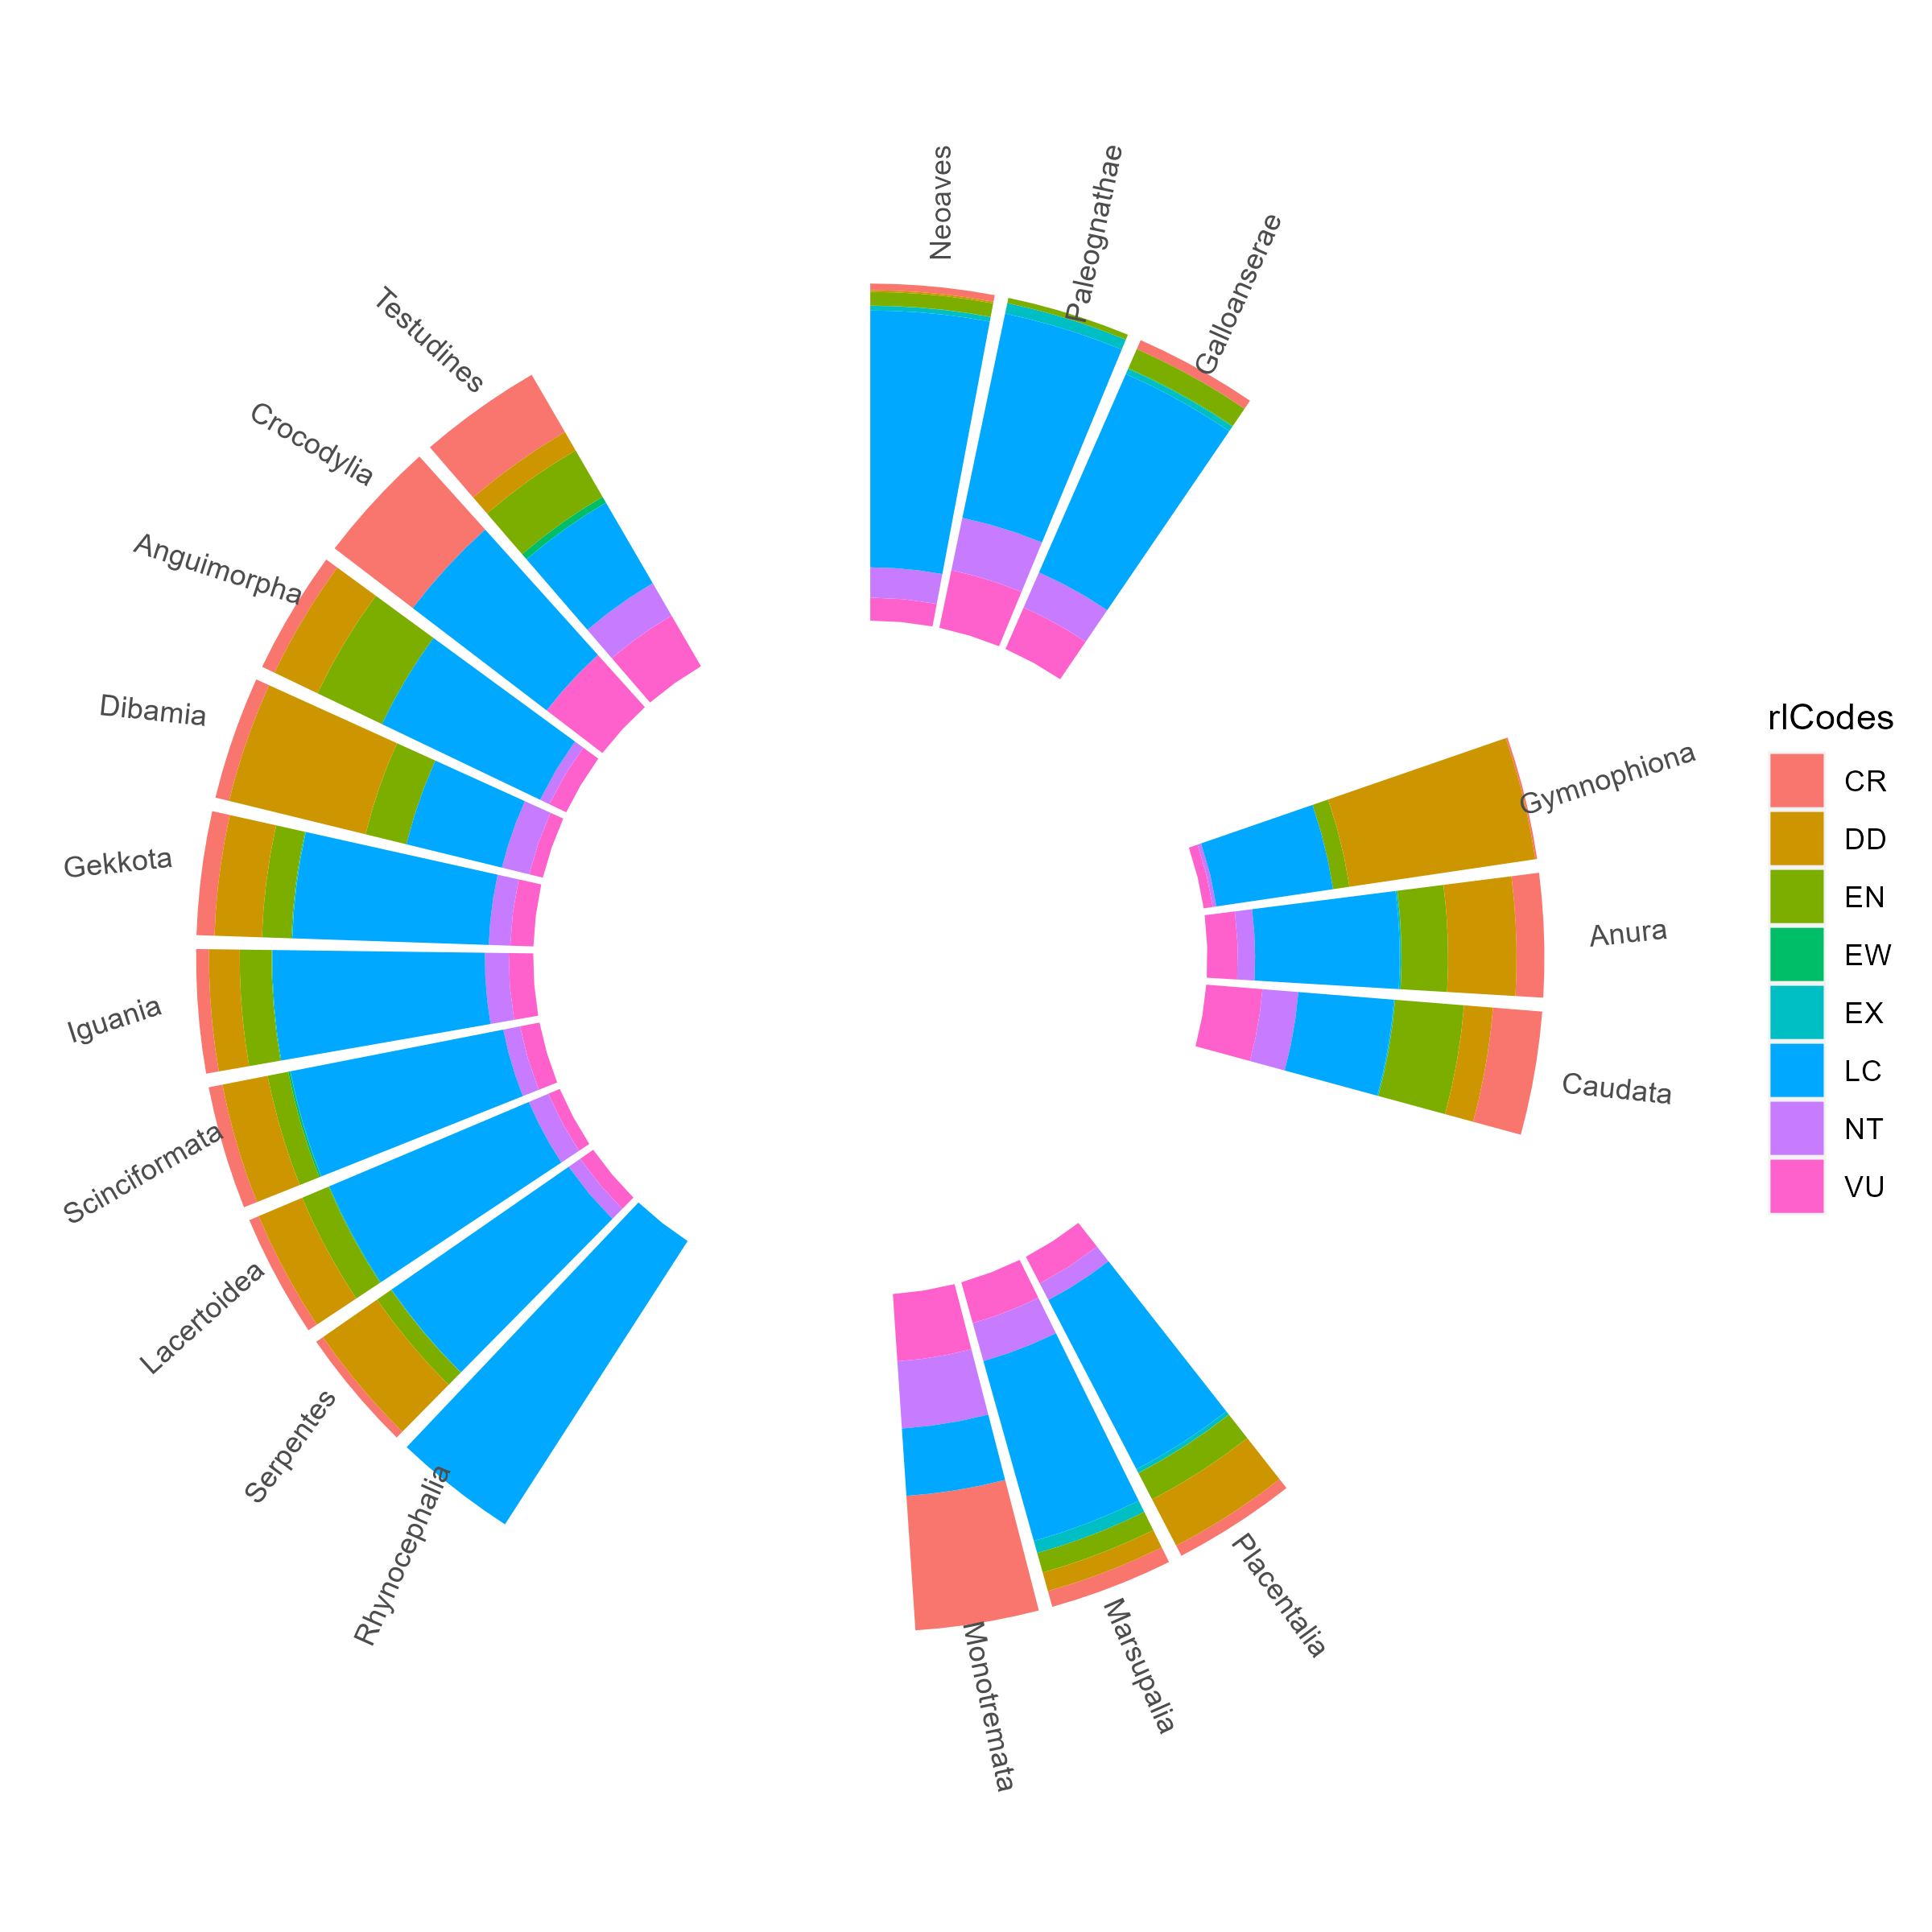 Neoaves
Paleognathae
Galloanserae
Gymnophiona
Anura
Caudata
Placentalia
Marsupalia
Monotremata
Rhynocephalia
Serpentes
Lacertoidea
Scinciformata
Iguania
Gekkota
Dibamia
Anguimorpha
Crocodylia
Testudines
rlCodes
CR
DD
EN
EW
EX
LC
NT
VU